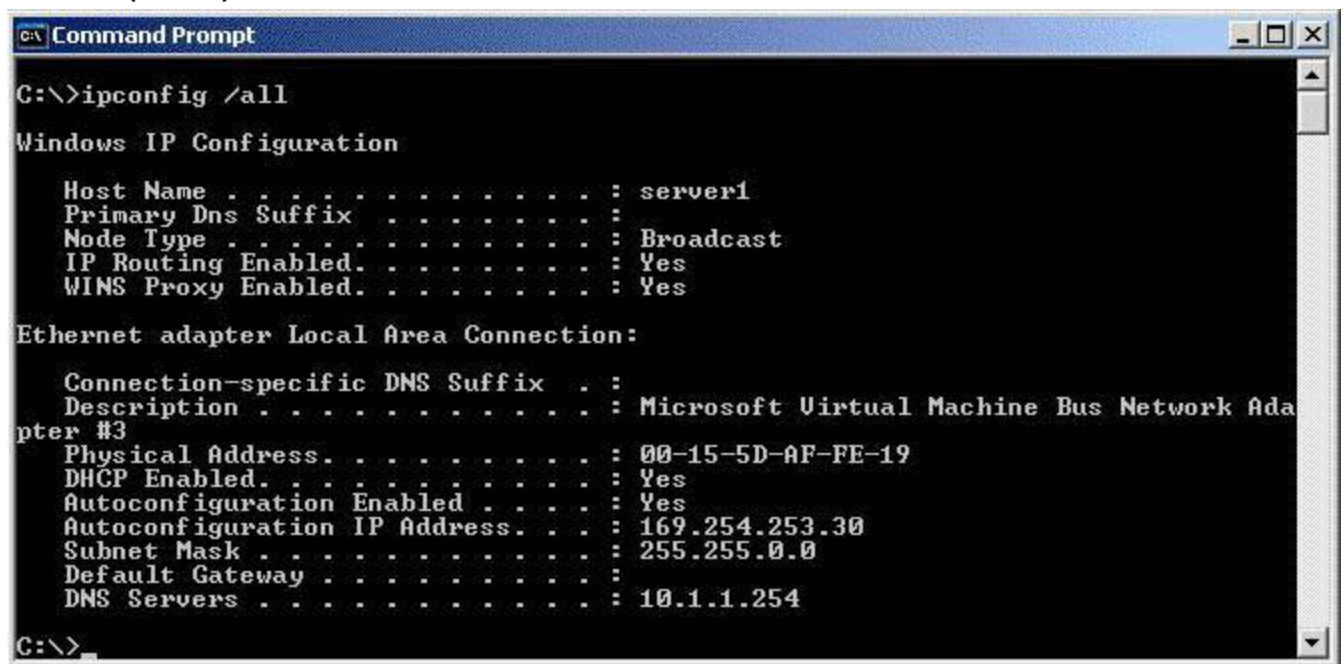 Command Prompt
C:\>ipconfig /all
Windows IP Configuration
Host Name . . . . . . . . . . . . : server1
Primary Dns Suffix . . . . . . . :
Node Type . . . . . . . . . . . . : Broadcast
IP Routing Enabled. . . . . . . . : Yes
WINS Proxy Enabled. . . . . . . . : Yes
Ethernet adapter Local Area Connection:
Connection-specific DNS Suffix . :
Description . . . . . . . . . . . : Microsoft Virtual Machine Bus Network Ada
pter #3
Physical Address. . . . . . . . . : 00-15-5D-AF-FE-19
DHCP Enabled. . . . . . . . . . . : Yes
Autoconfiguration Enabled . . . . : Yes
Autoconfiguration IP Address. . . : 169.254.253.30
Subnet Mask . . . . . . . . . . . : 255.255.0.0
Default Gateway . . . . . . . . . :
DNS Servers . . . . . . . . . . . : 10.1.1.254
C:\>_